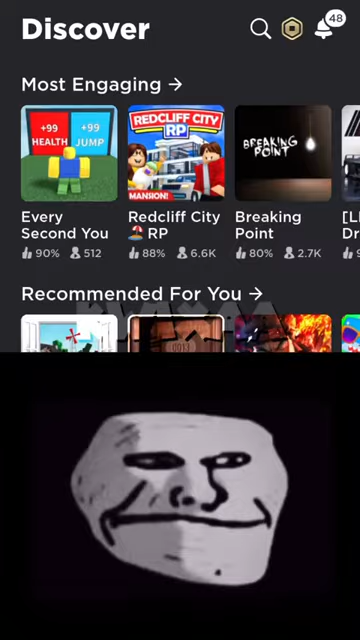 Discover
48
Most Engaging →
+99 +99
HEALTH JUMP
REDCLIFF CITY
RP
MANSION!
BREAKING
POINT
Every
Second You
90% 512
Redcliff City
🏖️RP
88% 6.6K
Breaking
Point
80% 2.7K
Recommended For You →